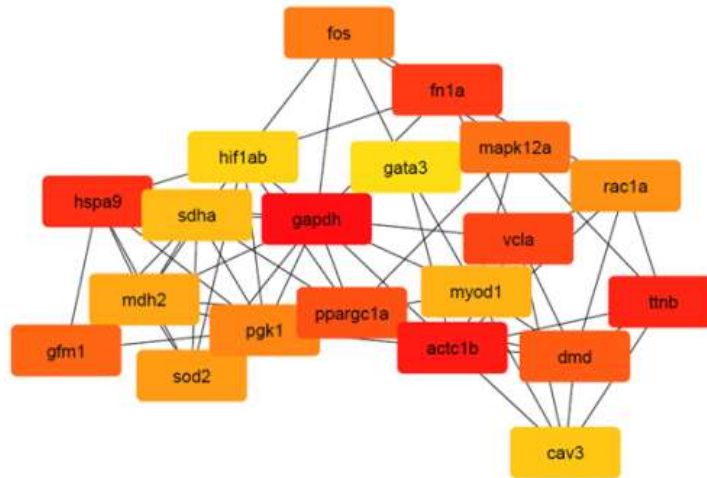 fos
fn1a
mapk12a
hif1ab
gata3
rac1a
hspa9
sdha
gapdh
vcla
mdh2
myod1
ttnb
ppargc1a
pgk1
gfm1
actc1b
dmd
sod2
cav3